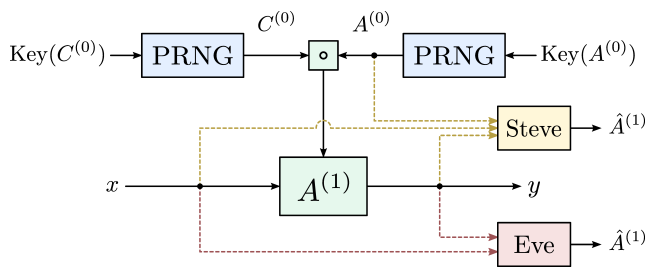 C⁽⁰⁾ A⁽⁰⁾
Key(C⁽⁰⁾) PRNG ∘ PRNG Key(A⁽⁰⁾)
Steve Â⁽¹⁾
x A⁽¹⁾ y
Eve Â⁽¹⁾